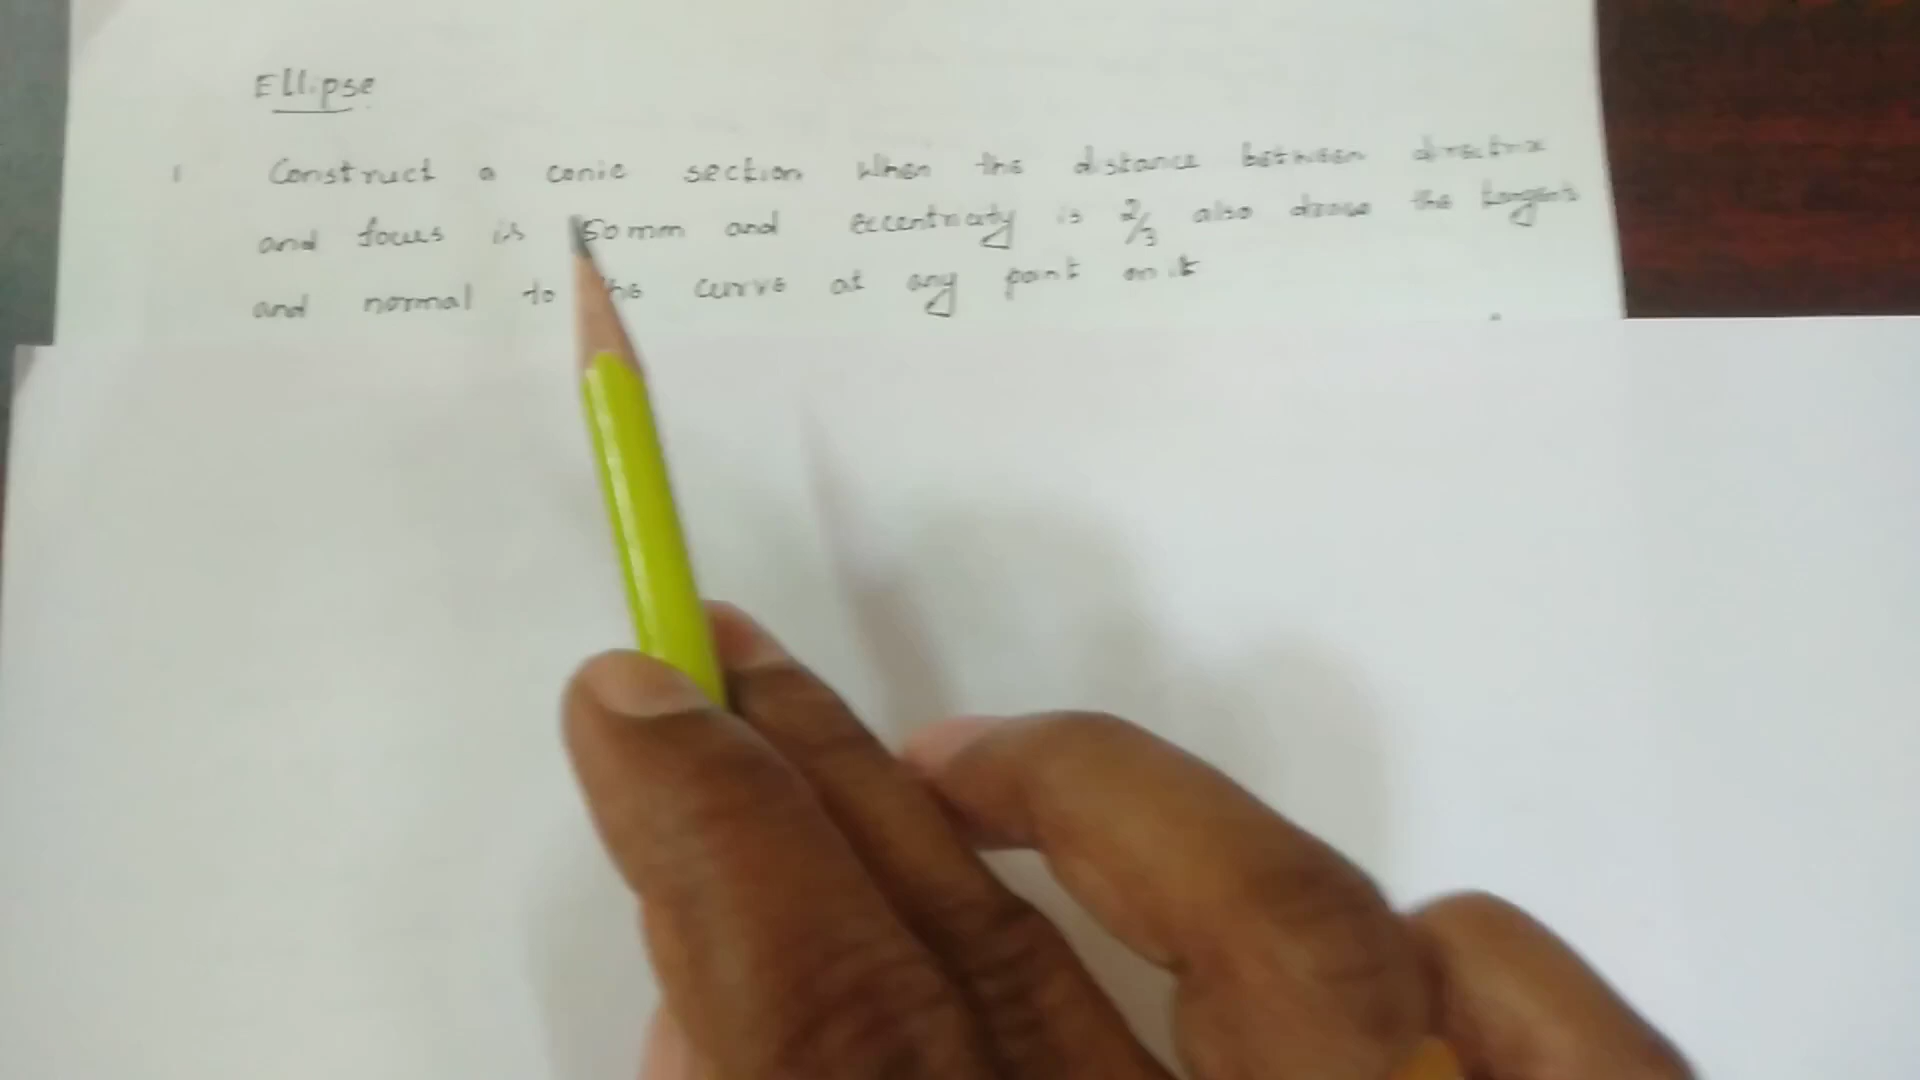 Ellipse
1 Construct a conic section when the distance between directrix
and focus is 50mm and eccentricity is 2/3 also draw the tangent
and normal to the curve at any point on it